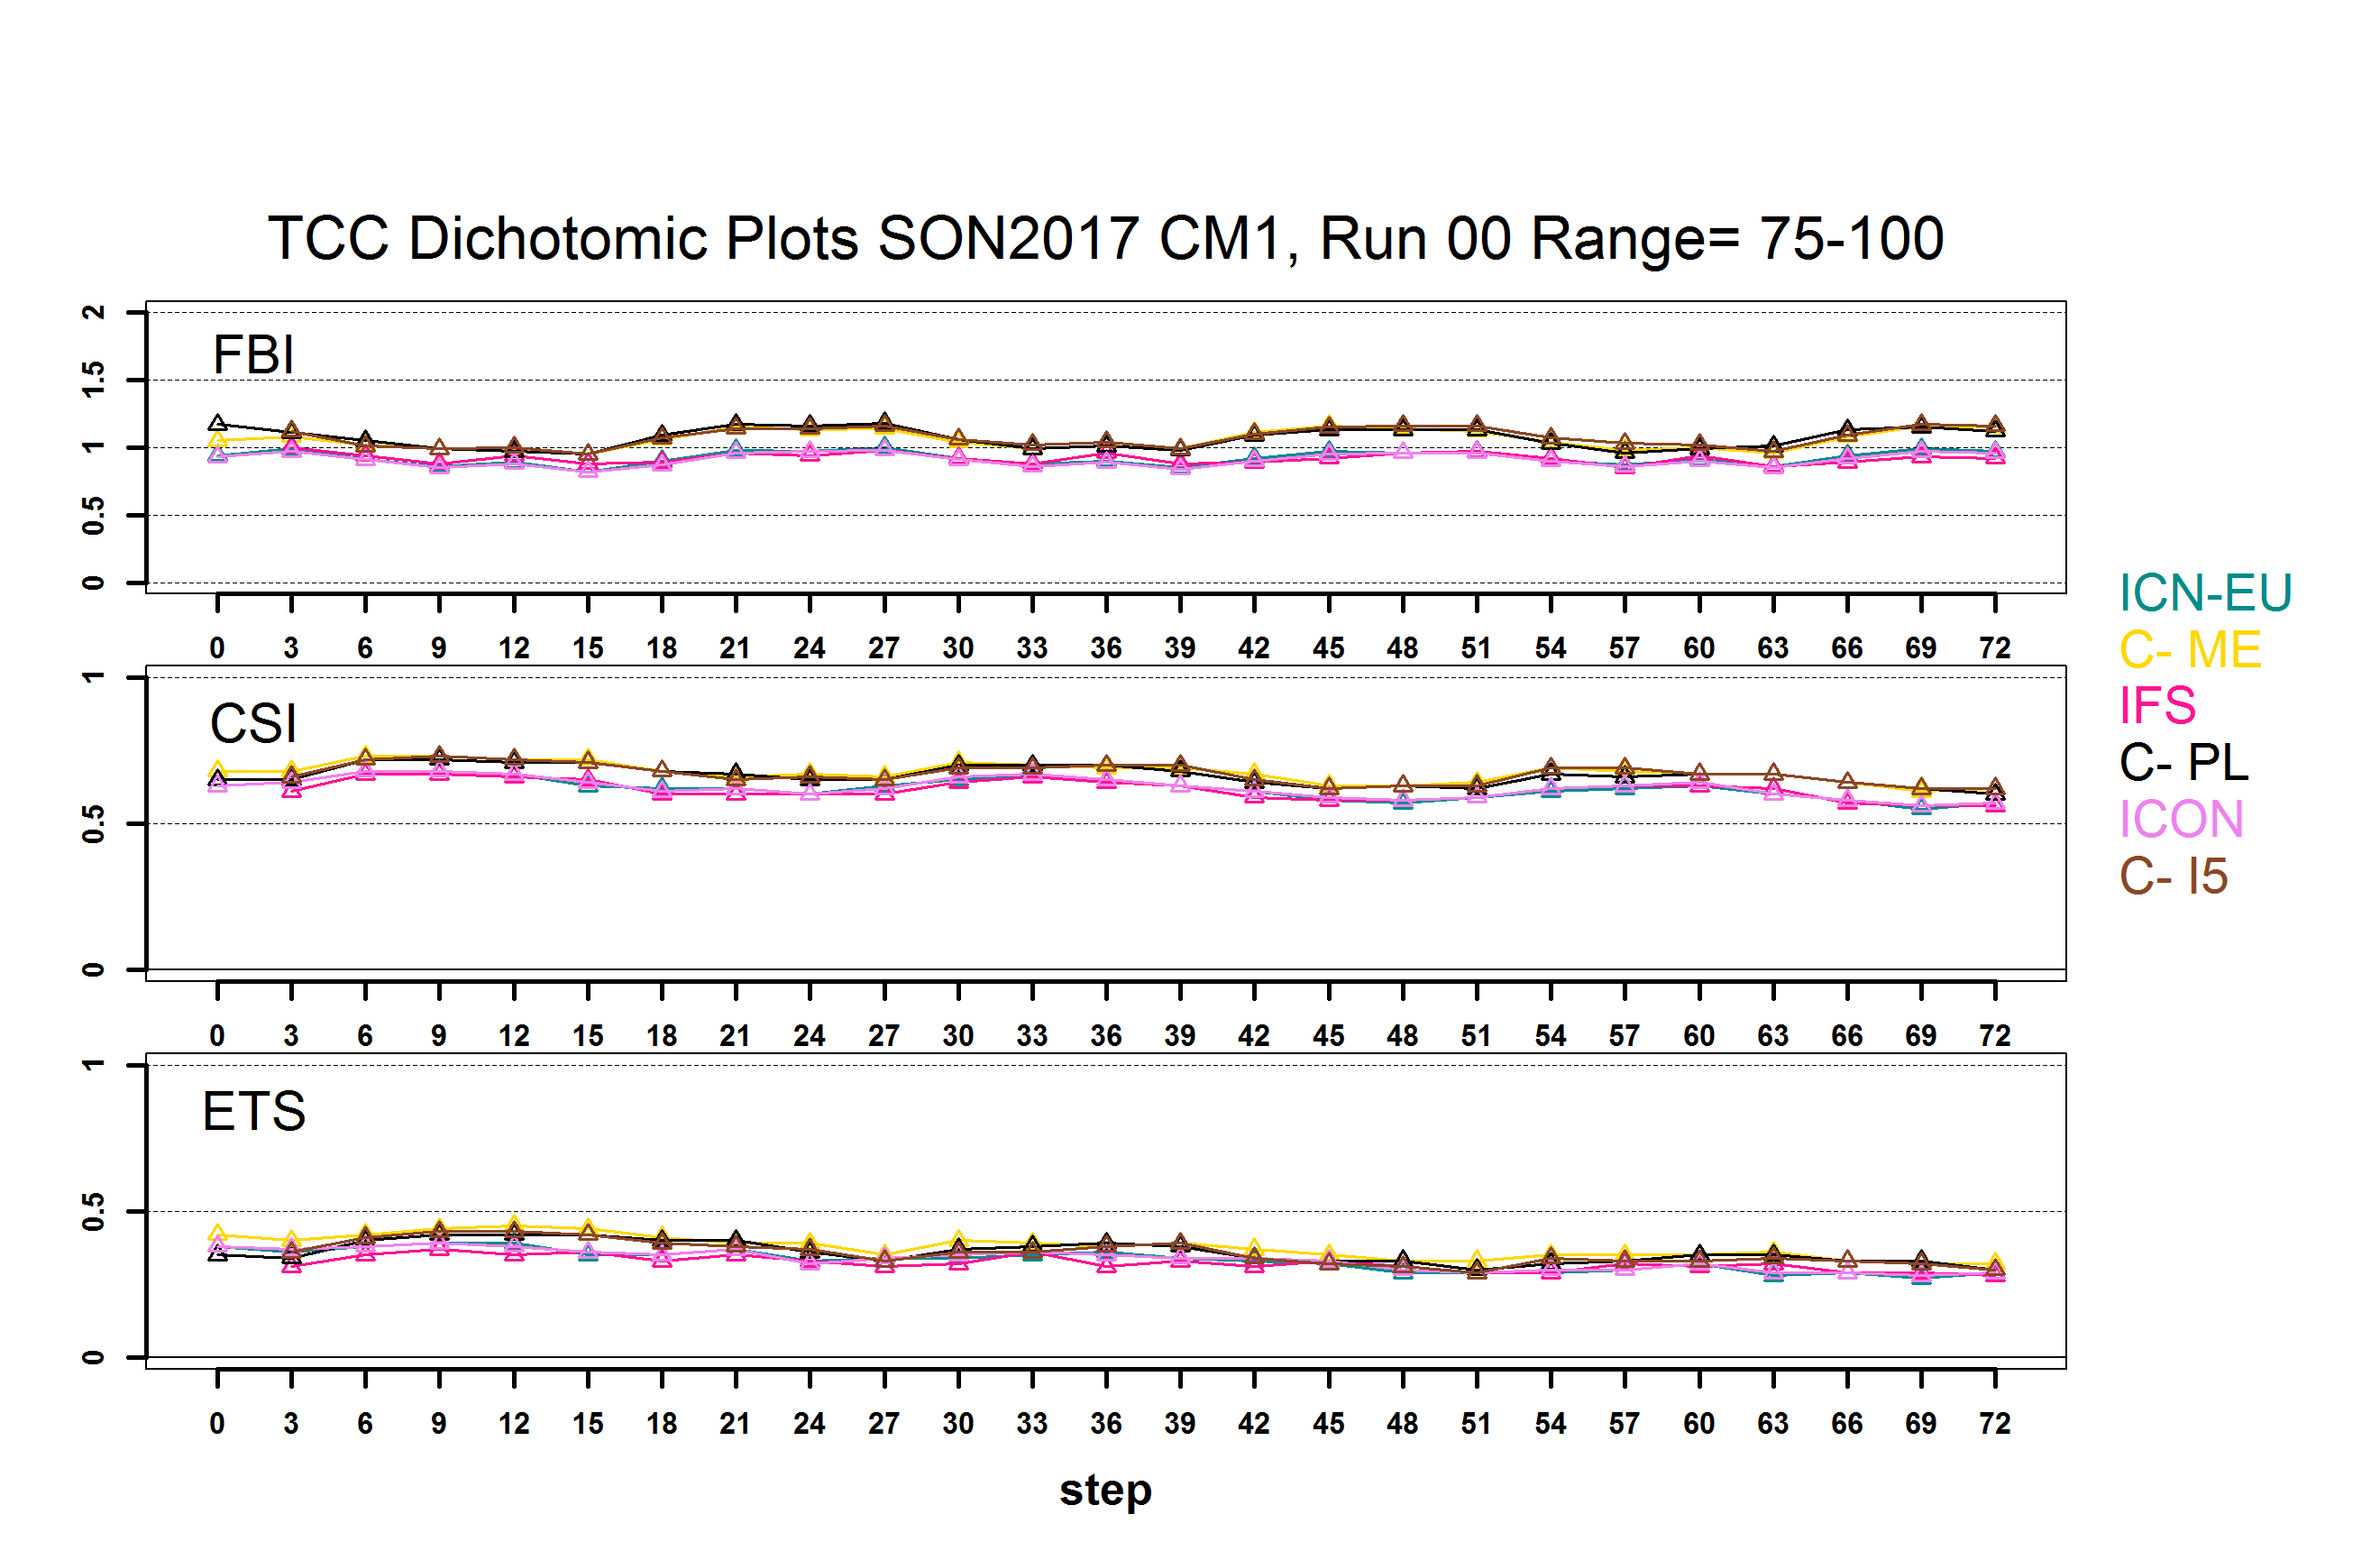 TCC Dichotomic Plots SON2017 CM1, Run 00 Range= 75-100
FBI
2
1.5
1
0.5
0
0 3 6 9 12 15 18 21 24 27 30 33 36 39 42 45 48 51 54 57 60 63 66 69 72
CSI
1
0.5
0
0 3 6 9 12 15 18 21 24 27 30 33 36 39 42 45 48 51 54 57 60 63 66 69 72
ETS
1
0.5
0
0 3 6 9 12 15 18 21 24 27 30 33 36 39 42 45 48 51 54 57 60 63 66 69 72
step
ICN-EU
C- ME
IFS
C- PL
ICON
C- I5